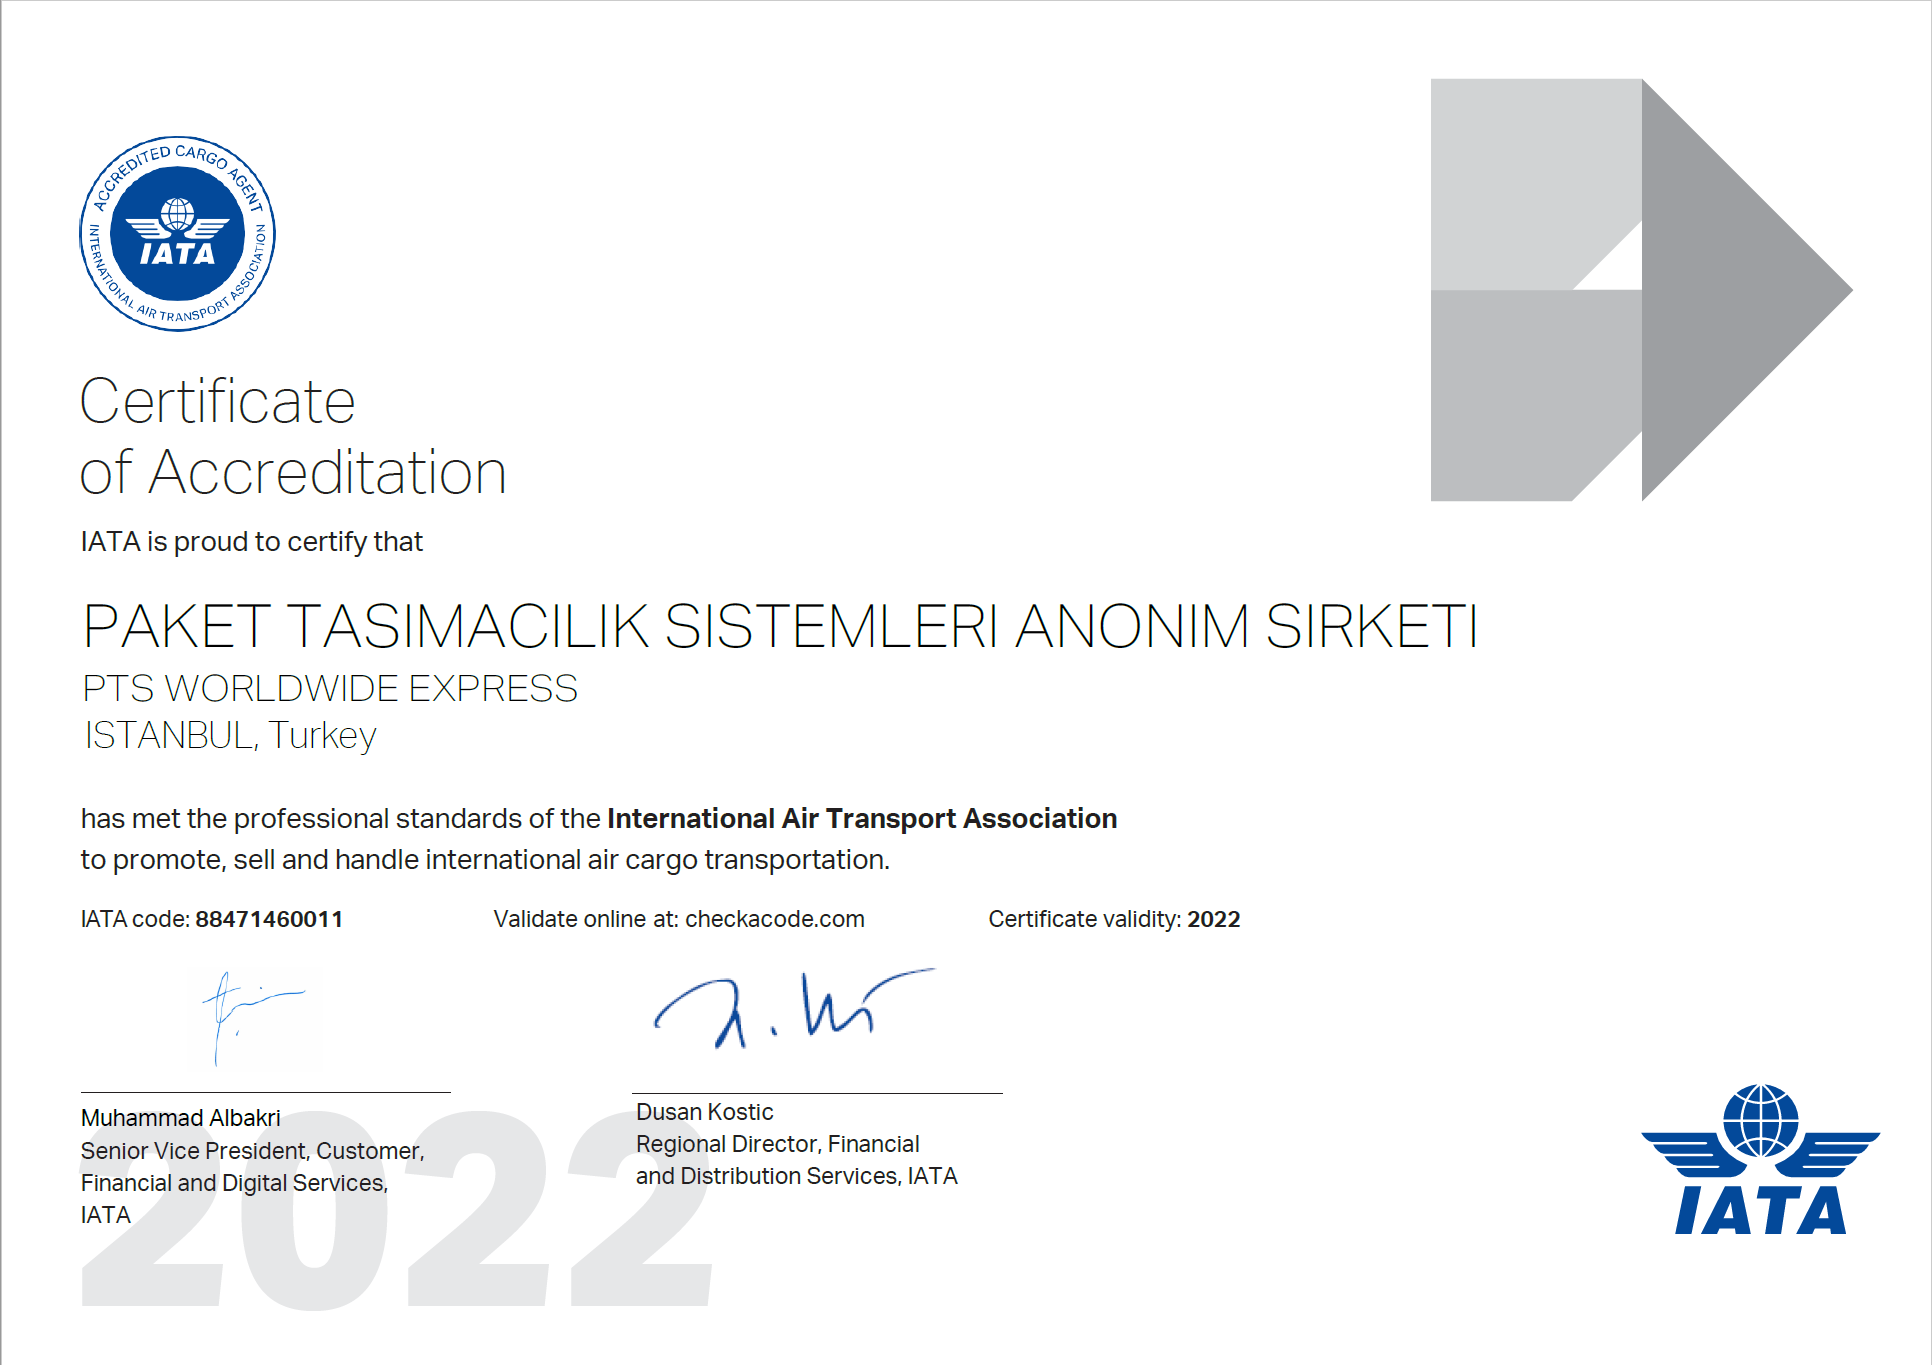 ACCREDITED CARGO AGENT
INTERNATIONAL AIR TRANSPORT ASSOCIATION
IATA
Certificate
of Accreditation
IATA is proud to certify that
PAKET TASIMACILIK SISTEMLERI ANONIM SIRKETI
PTS WORLDWIDE EXPRESS
ISTANBUL, Turkey
has met the professional standards of the International Air Transport Association
to promote, sell and handle international air cargo transportation.
IATA code: 88471460011 Validate online at: checkacode.com Certificate validity: 2022
Muhammad Albakri
Senior Vice President, Customer,
Financial and Digital Services,
IATA
Dusan Kostic
Regional Director, Financial
and Distribution Services, IATA
2022
IATA